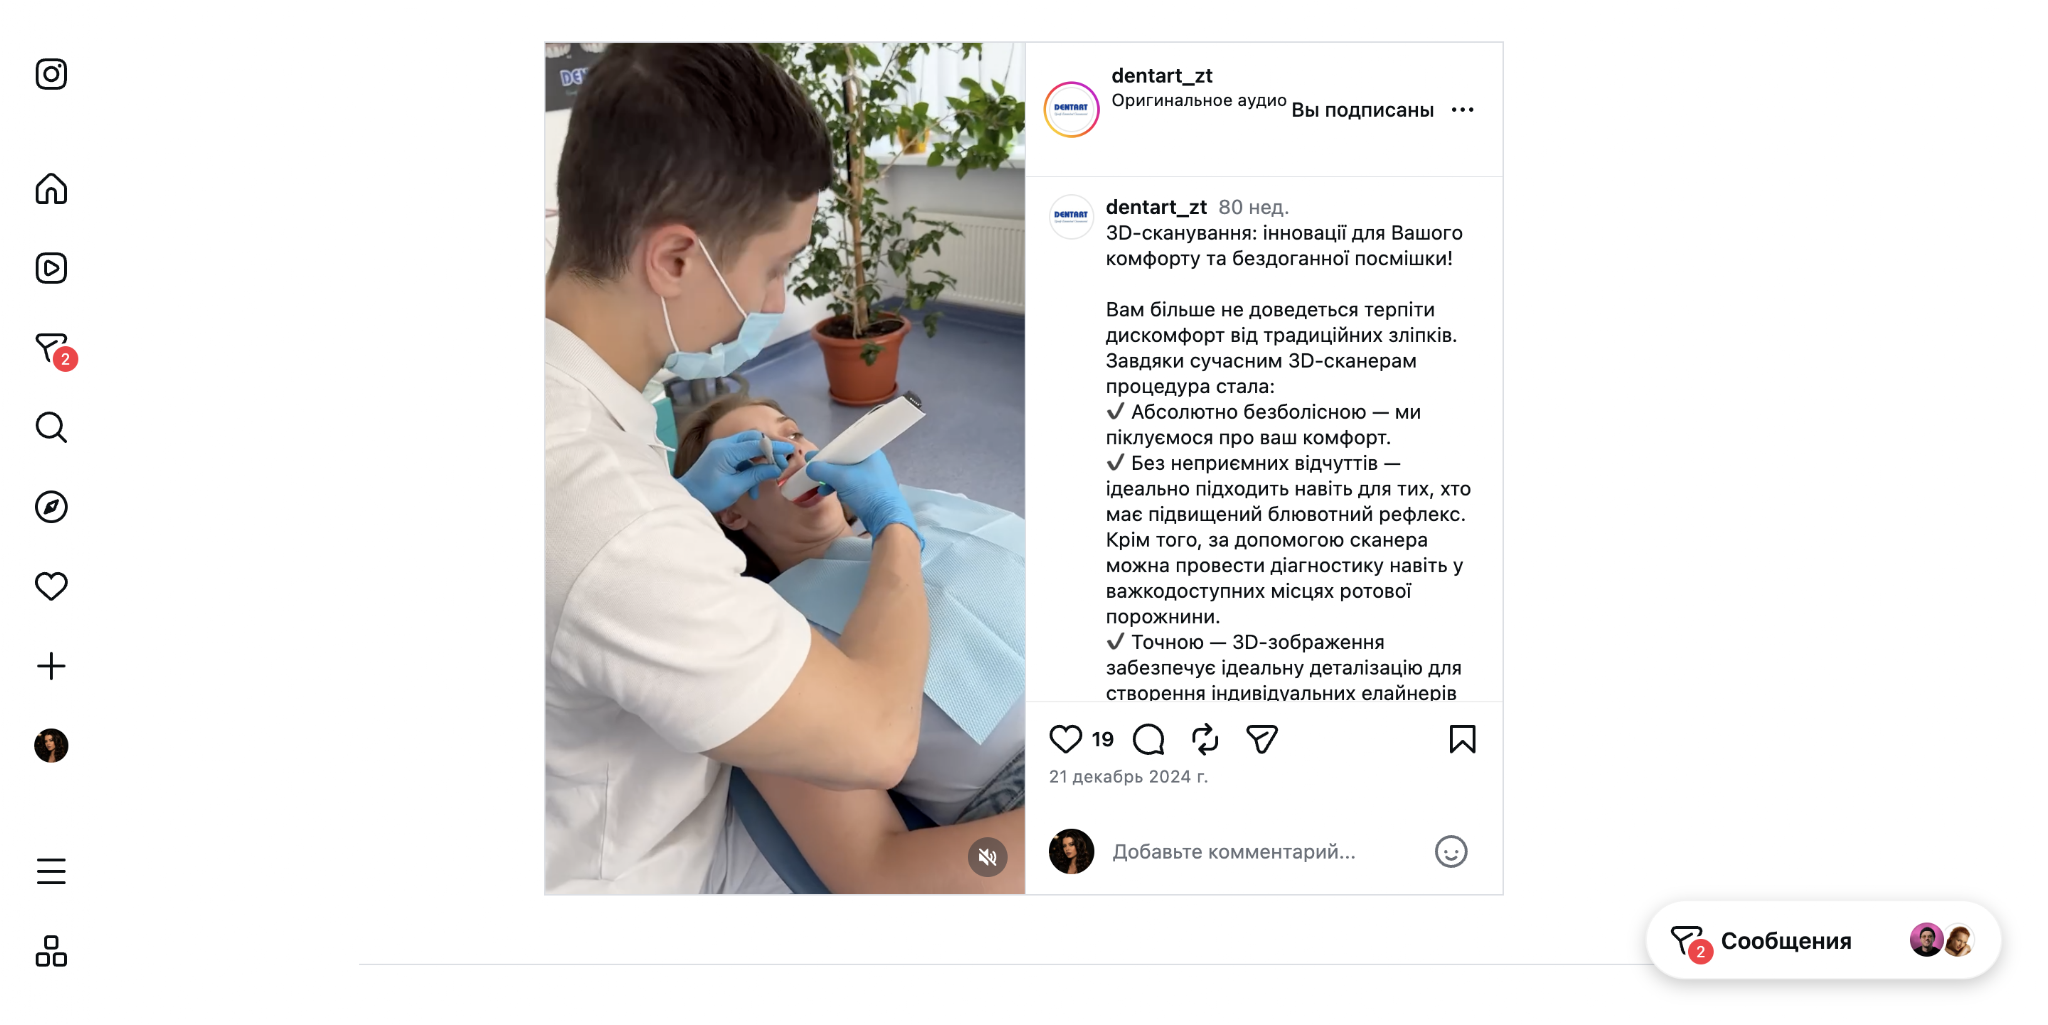 2
DE
dentart_zt
Оригинальное аудио
Вы подписаны
DENTART
dentart_zt 80 нед.
DENTART
3D-сканування: інновації для Вашого
комфорту та бездоганної посмішки!
Вам більше не доведеться терпіти
дискомфорт від традиційних зліпків.
Завдяки сучасним 3D-сканерам
процедура стала:
✔ Абсолютно безболісною — ми
піклуємося про ваш комфорт.
✔ Без неприємних відчуттів —
ідеально підходить навіть для тих, хто
має підвищений блювотний рефлекс.
Крім того, за допомогою сканера
можна провести діагностику навіть у
важкодоступних місцях ротової
порожнини.
✔ Точною — 3D-зображення
забезпечує ідеальну деталізацію для
створення індивідуальних елайнерів
19
21 декабрь 2024 г.
Добавьте комментарий...
2 Сообщения